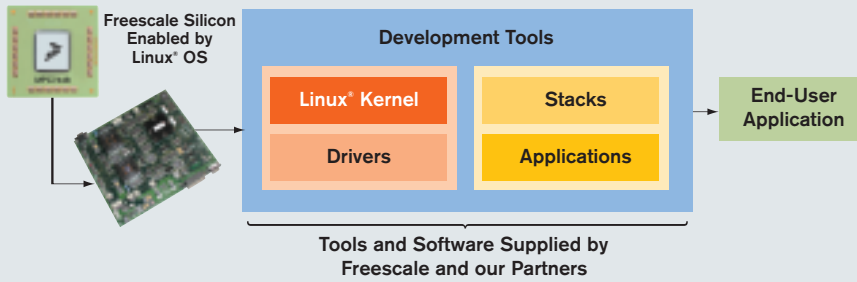 Freescale Silicon
Enabled by
Linux® OS
Development Tools
Linux® Kernel
Drivers
Stacks
Applications
End-User
Application
Tools and Software Supplied by
Freescale and our Partners